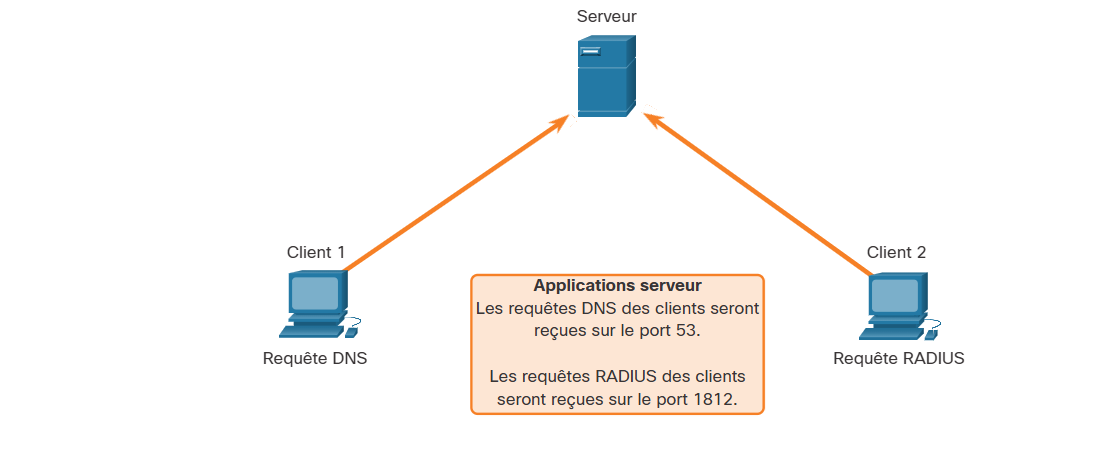 Serveur
Client 1
Client 2
Applications serveur
Les requêtes DNS des clients seront
reçues sur le port 53.
Les requêtes RADIUS des clients
seront reçues sur le port 1812.
Requête DNS
Requête RADIUS